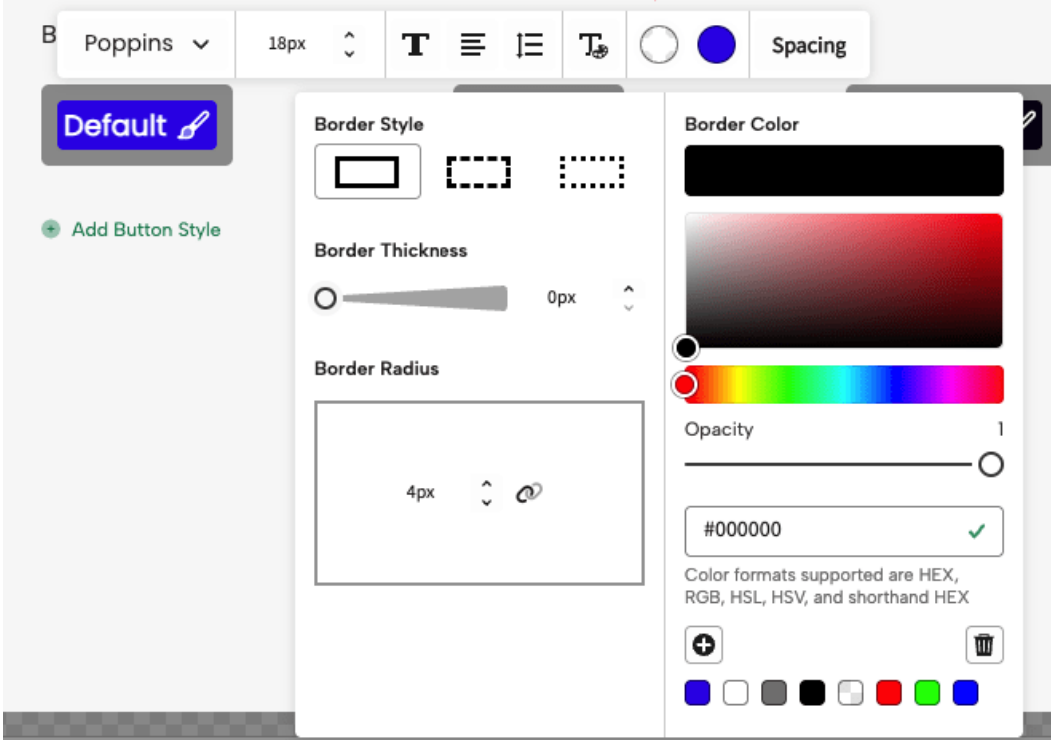 B
Poppins
18px
Spacing
Default
Add Button Style
Border Style
Border Thickness
0px
Border Radius
4px
Border Color
Opacity
1
#000000
Color formats supported are HEX,
RGB, HSL, HSV, and shorthand HEX